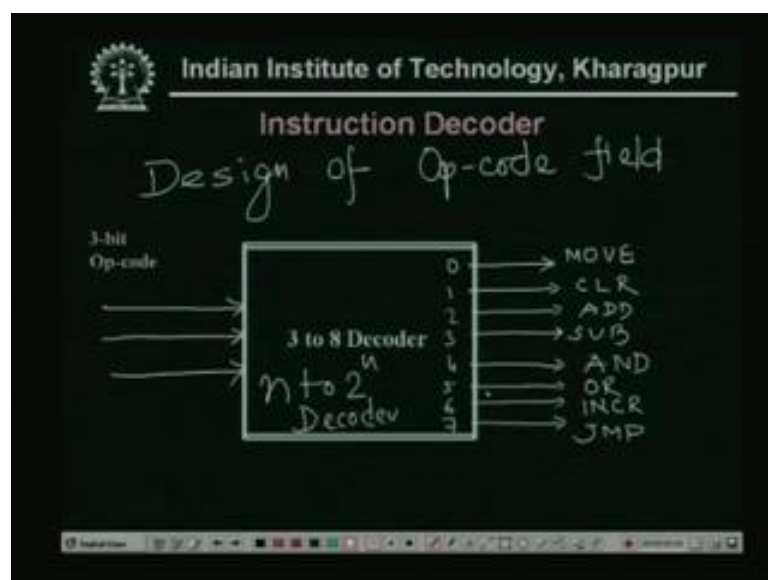 Indian Institute of Technology, Kharagpur
Instruction Decoder
Design of Op-code field
3-bit
Op-code
0 MOVE
1 CLR
2 ADD
3 SUB
3 to 8 Decoder
4 AND
5 OR
6 INCR
7 JMP
n to 2^n
Decoder